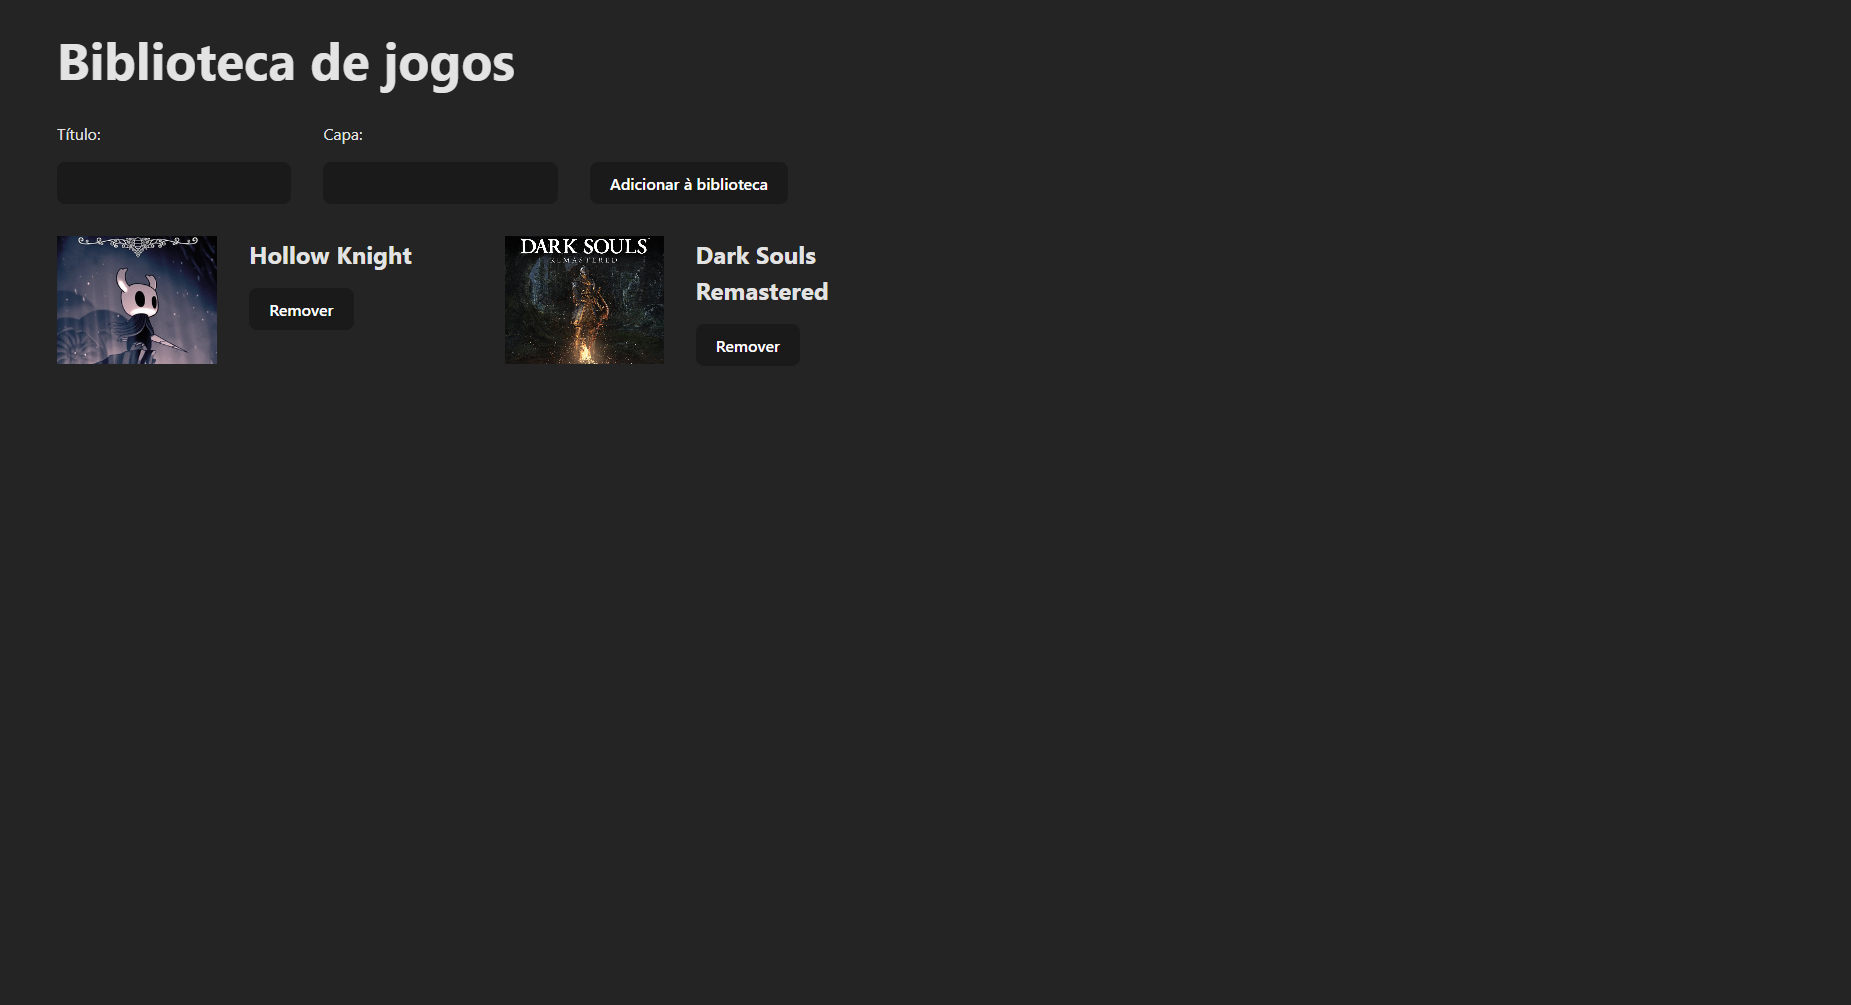 Biblioteca de jogos
Título:
Capa:
Adicionar à biblioteca
Hollow Knight
Remover
DARK SOULS
REMASTERED
Dark Souls
Remastered
Remover